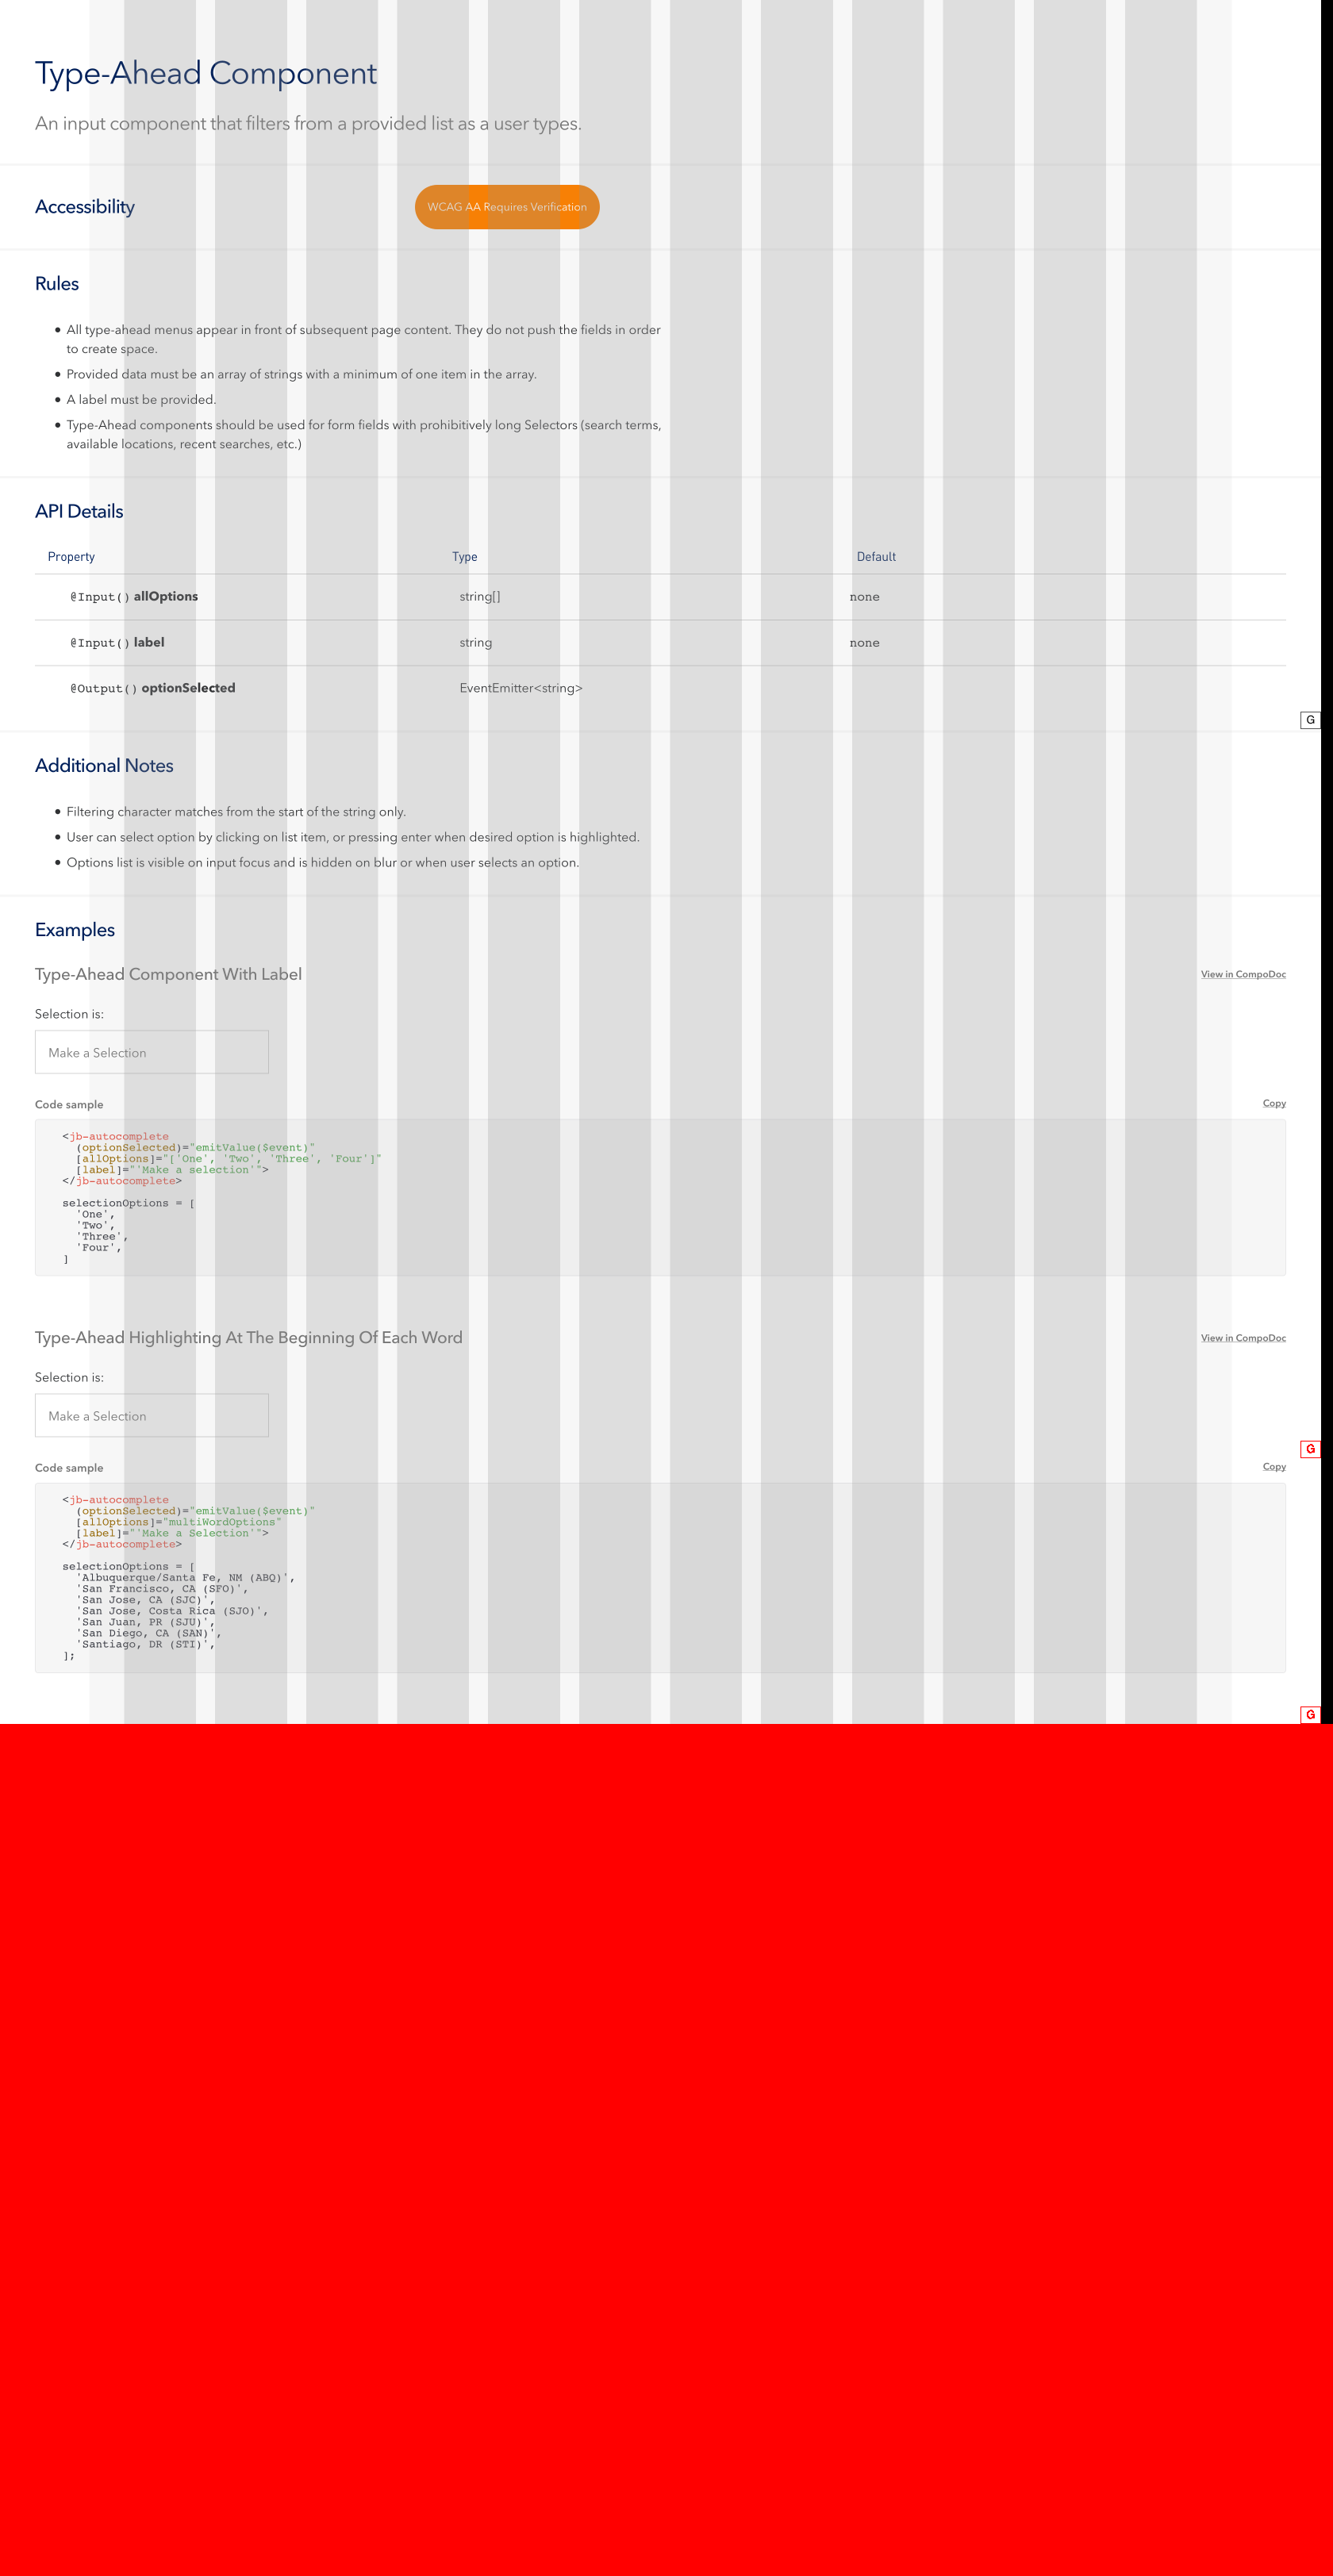 Type-Ahead Component
An input component that filters from a provided list as a user types.
Accessibility
WCAG AA Requires Verification
Rules
• All type-ahead menus appear in front of subsequent page content. They do not push the fields in order
to create space.
• Provided data must be an array of strings with a minimum of one item in the array.
• A label must be provided.
• Type-Ahead components should be used for form fields with prohibitively long Selectors (search terms,
available locations, recent searches, etc.)
API Details
Property Type Default
@Input() allOptions string[] none
@Input() label string none
@Output() optionSelected EventEmitter<string>
G
Additional Notes
• Filtering character matches from the start of the string only.
• User can select option by clicking on list item, or pressing enter when desired option is highlighted.
• Options list is visible on input focus and is hidden on blur or when user selects an option.
Examples
Type-Ahead Component With Label View in CompoDoc
Selection is:
Make a Selection
Code sample Copy
<jb-autocomplete
(optionSelected)="emitValue($event)"
[allOptions]="['One', 'Two', 'Three', 'Four']"
[label]="'Make a selection'">
</jb-autocomplete>
selectionOptions = [
'One',
'Two',
'Three',
'Four',
]
Type-Ahead Highlighting At The Beginning Of Each Word View in CompoDoc
Selection is:
Make a Selection
G
Code sample Copy
<jb-autocomplete
(optionSelected)="emitValue($event)"
[allOptions]="multiWordOptions"
[label]="'Make a Selection'">
</jb-autocomplete>
selectionOptions = [
'Albuquerque/Santa Fe, NM (ABQ)',
'San Francisco, CA (SFO)',
'San Jose, CA (SJC)',
'San Jose, Costa Rica (SJO)',
'San Juan, PR (SJU)',
'San Diego, CA (SAN)',
'Santiago, DR (STI)',
];
G